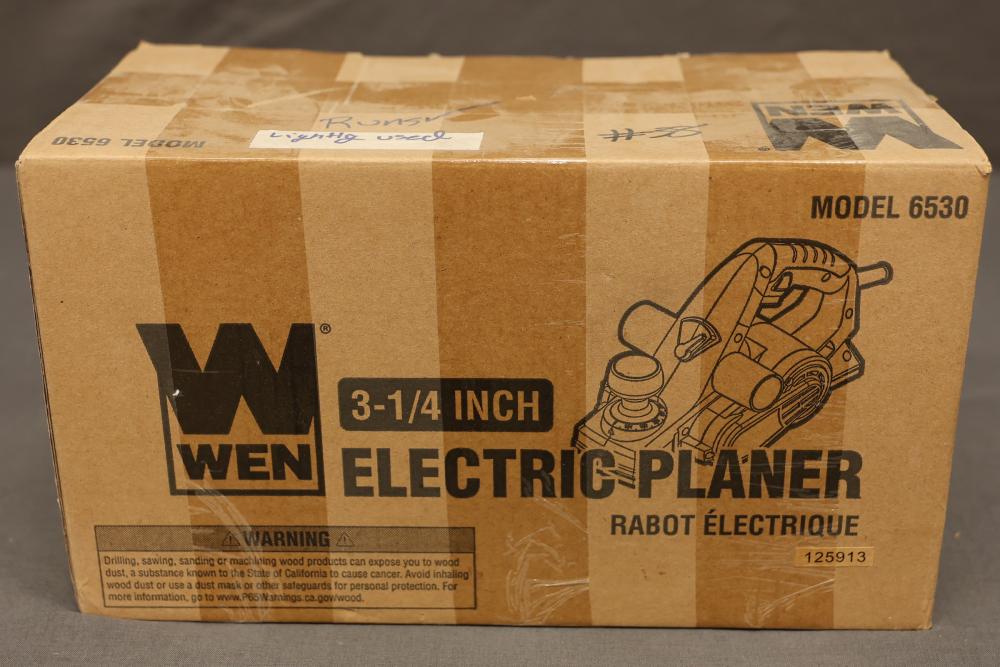 Runs
Lightly used
MODEL 6530
WEN
MODEL 6530
WEN
3-1/4 INCH
ELECTRIC PLANER
RABOT ÉLECTRIQUE
125913
WARNING
Drilling, sawing, sanding or machining wood products can expose you to wood
dust, a substance known to the State of California to cause cancer. Avoid inhaling
wood dust or use a dust mask or other safeguards for personal protection. For
more information, go to www.P65Warnings.ca.gov/wood.